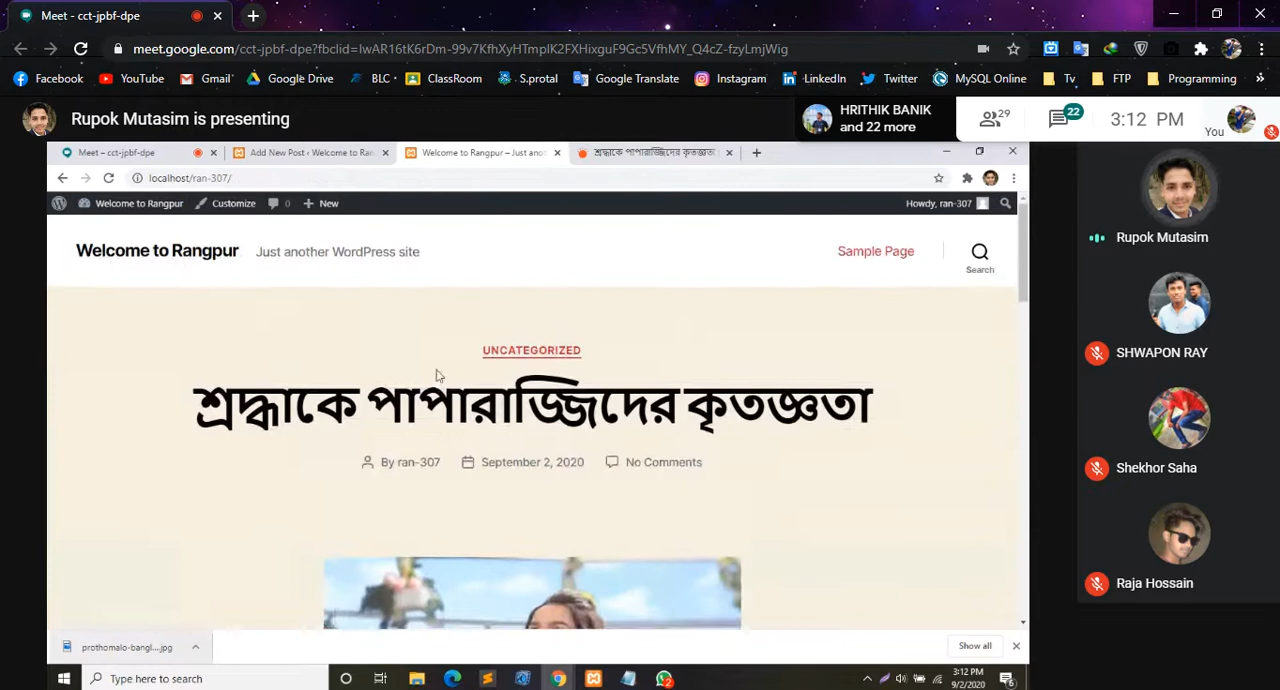 Meet - cct-jpbf-dpe
meet.google.com/cct-jpbf-dpe?fbclid=
Facebook YouTube Gmail Google Drive BLC ClassRoom S.protal Google Translate Instagram LinkedIn Twitter MySQL Online Tv FTP Programming »
Rupok Mutasim is presenting
HRITHIK BANIK
and 22 more
29
22
3:12 PM
You
Meet – cct-jpbf-dpe
Add New Post ‹ Welcome to Ran
Welcome to Rangpur – Just anoth
শ্রদ্ধাকে পাপারাজ্জিদের কৃতজ্ঞতা
localhost/ran-307/
Welcome to Rangpur Customize 0 New
Howdy, ran-307
Welcome to Rangpur Just another WordPress site
Sample Page
Search
UNCATEGORIZED
শ্রদ্ধাকে পাপারাজ্জিদের কৃতজ্ঞতা
By ran-307 September 2, 2020 No Comments
prothomalo-bangl....jpg
Show all
Type here to search
2
3:12 PM
9/2/2020
6
Rupok Mutasim
SHWAPON RAY
Shekhor Saha
Raja Hossain